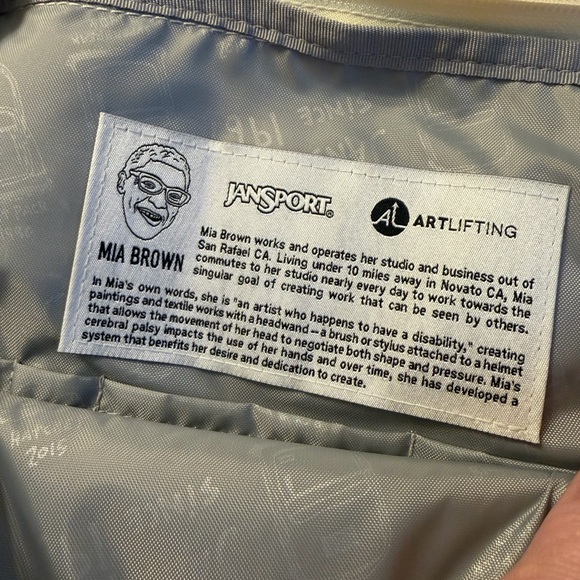 SINCE
JANSPORT®
AL ARTLIFTING
MIA BROWN
Mia Brown works and operates her studio and business out of
San Rafael CA. Living under 10 miles away in Novato CA, Mia
commutes to her studio nearly every day to work towards the
singular goal of creating work that can be seen by others.
In Mia's own words, she is "an artist who happens to have a disability," creating
paintings and textile works with a headwand – a brush or stylus attached to a helmet
that allows the movement of her head to negotiate both shape and pressure. Mia's
cerebral palsy impacts the use of her hands and over time, she has developed a
system that benefits her desire and dedication to create.
2015